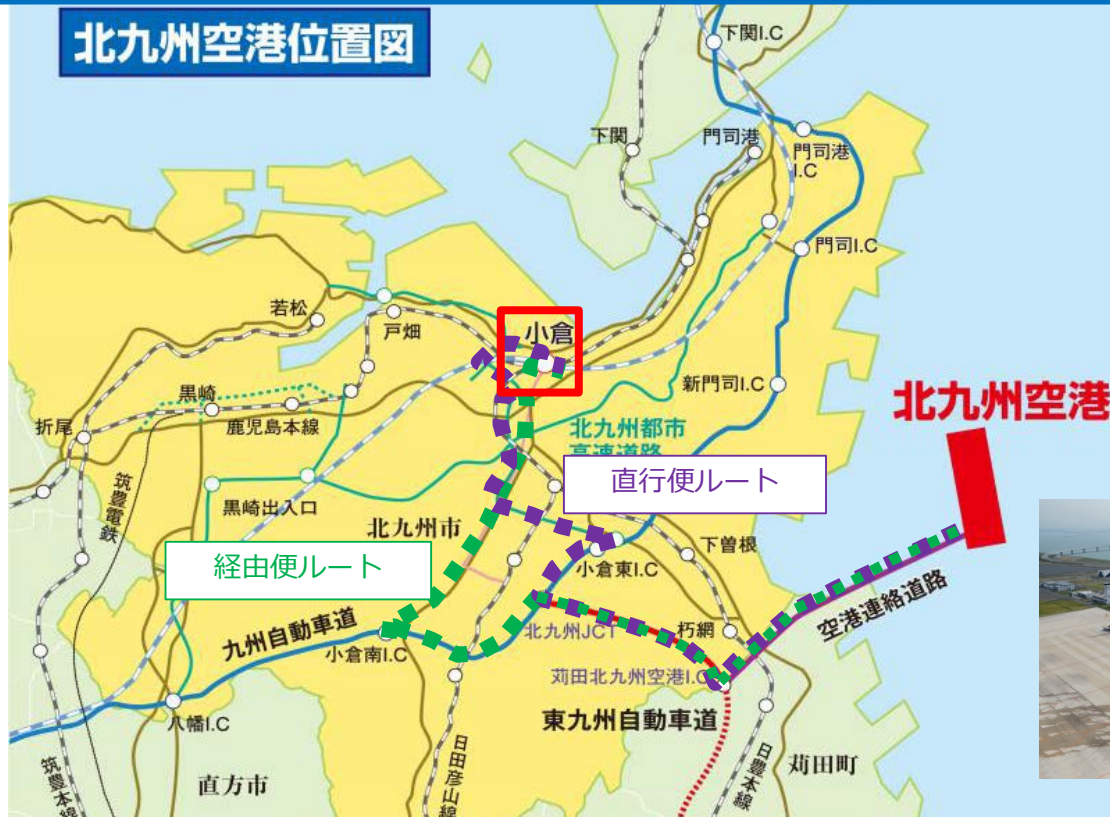 北九州空港位置図
下関I.C
下関
門司港
門司港
I.C
門司I.C
若松
戸畑
小倉
新門司I.C
北九州空港
黒崎
折尾
鹿児島本線
北九州都市
高速道路
直行便ルート
筑豊電鉄
黒崎出入口
北九州市
下曽根
経由便ルート
小倉東I.C
空港連絡道路
九州自動車道
小倉南I.C
北九州JCT
朽網
苅田北九州空港I.C
八幡I.C
東九州自動車道
筑豊本線
直方市
日田彦山線
日豊本線
苅田町